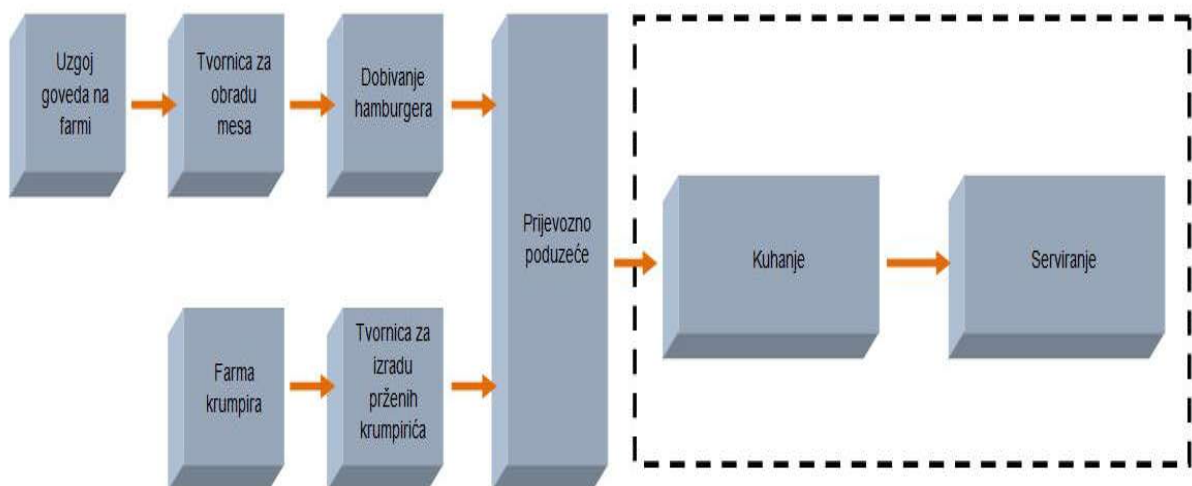 Uzgoj
goveda na
farmi
Tvornica za
obradu
mesa
Dobivanje
hamburgera
Prijevozno
poduzeće
Kuhanje
Serviranje
Farma
krumpira
Tvornica za
izradu
prženih
krumpirića